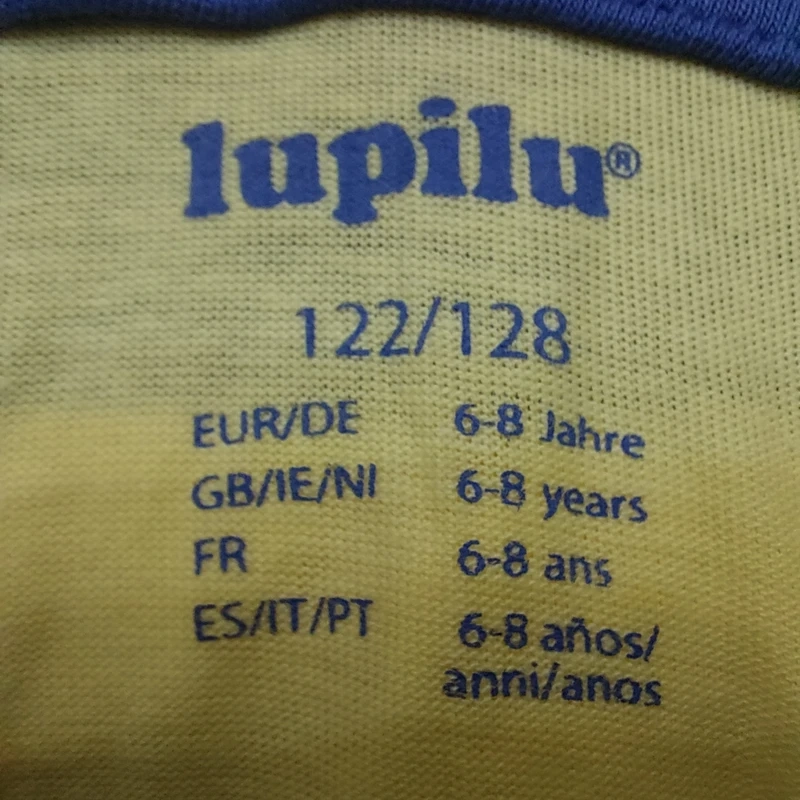 lupilu®
122/128
EUR/DE 6-8 Jahre
GB/IE/NI 6-8 years
FR 6-8 ans
ES/IT/PT 6-8 años/
anni/anos